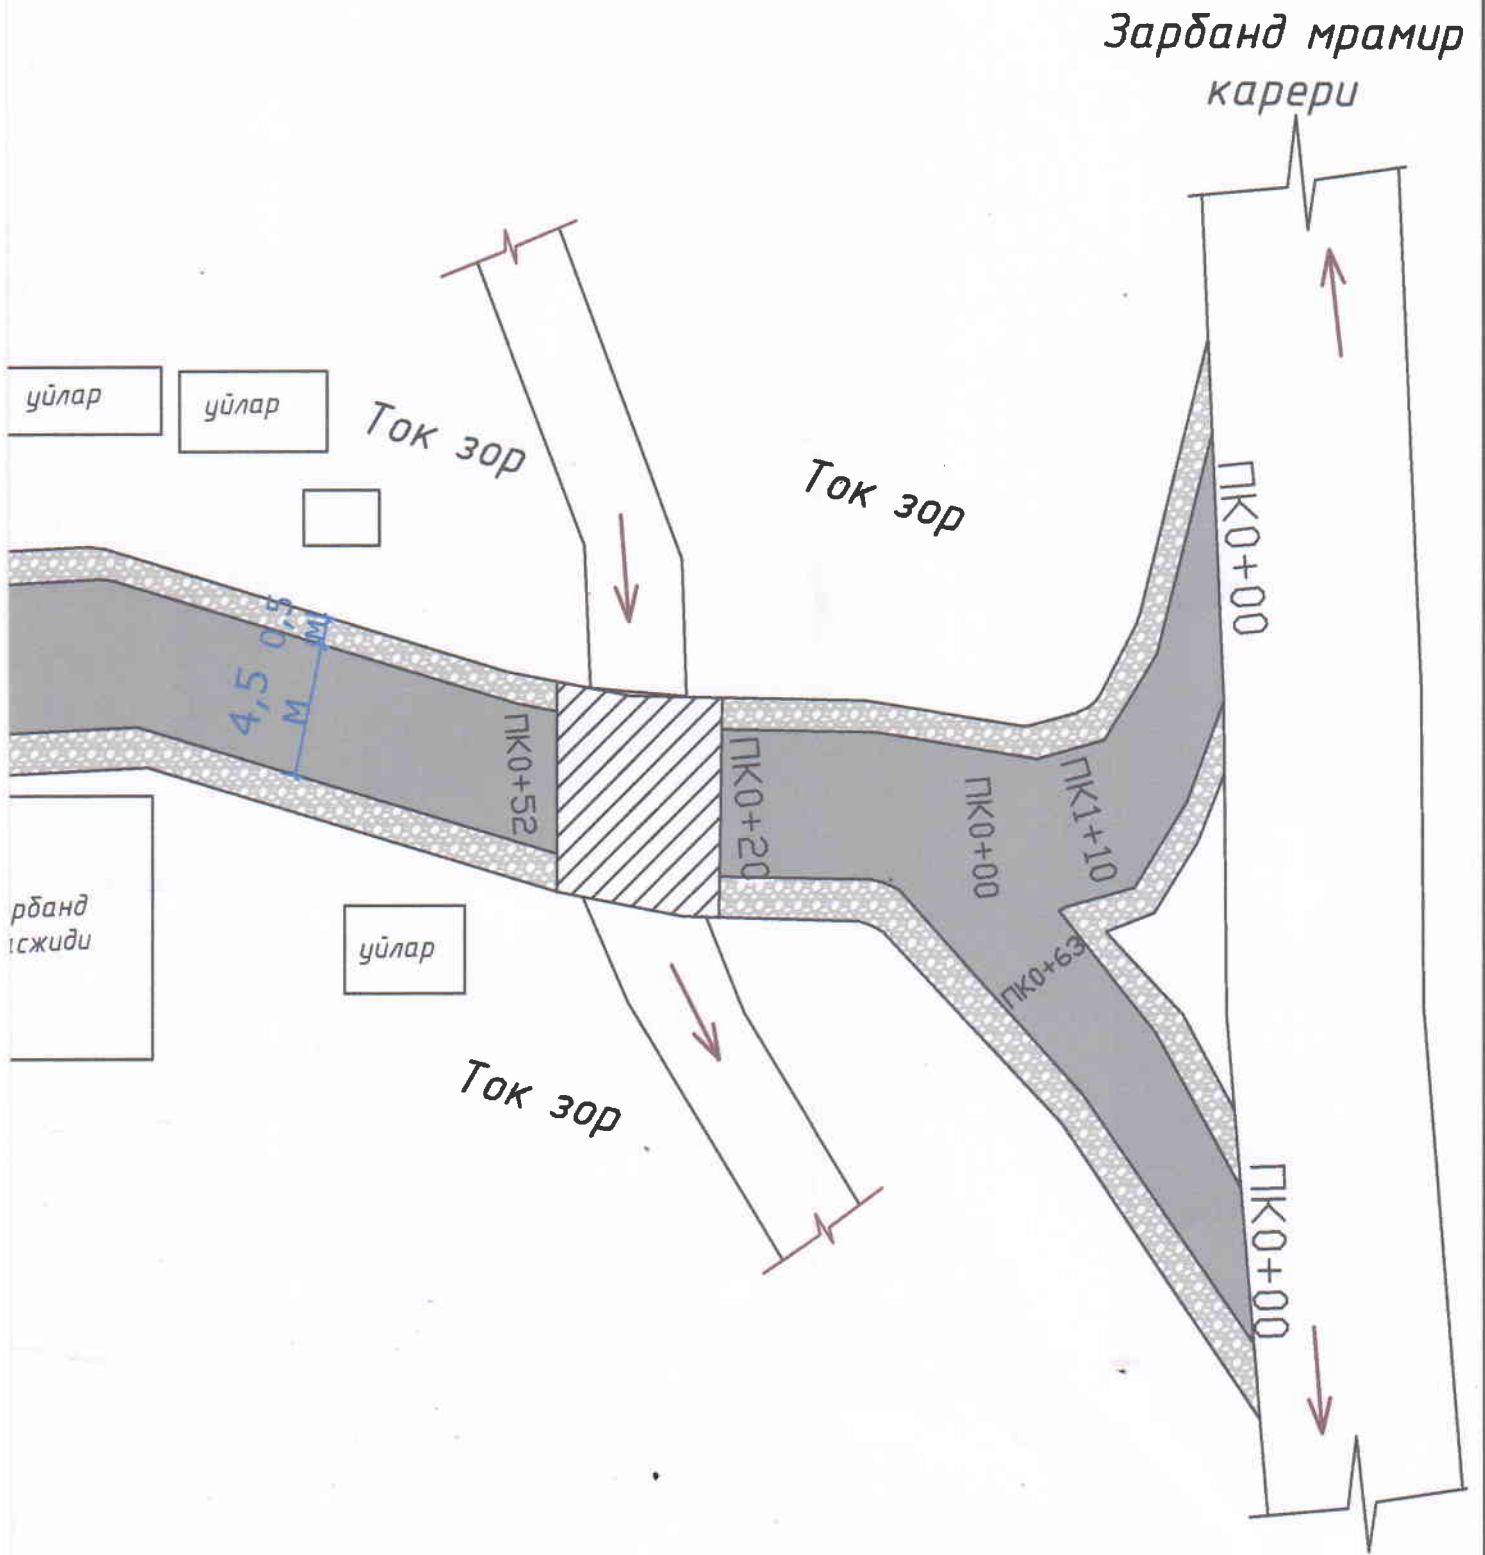 Зарбанд мрамир
карери
уйлар
уйлар
Ток зор
Ток зор
ПК0+00
0,5
м
4,5
м
ПК0+52
ПК0+20
ПК0+00
ПК1+10
рбанд
сжиди
уйлар
ПК0+63
Ток зор
ПК0+00